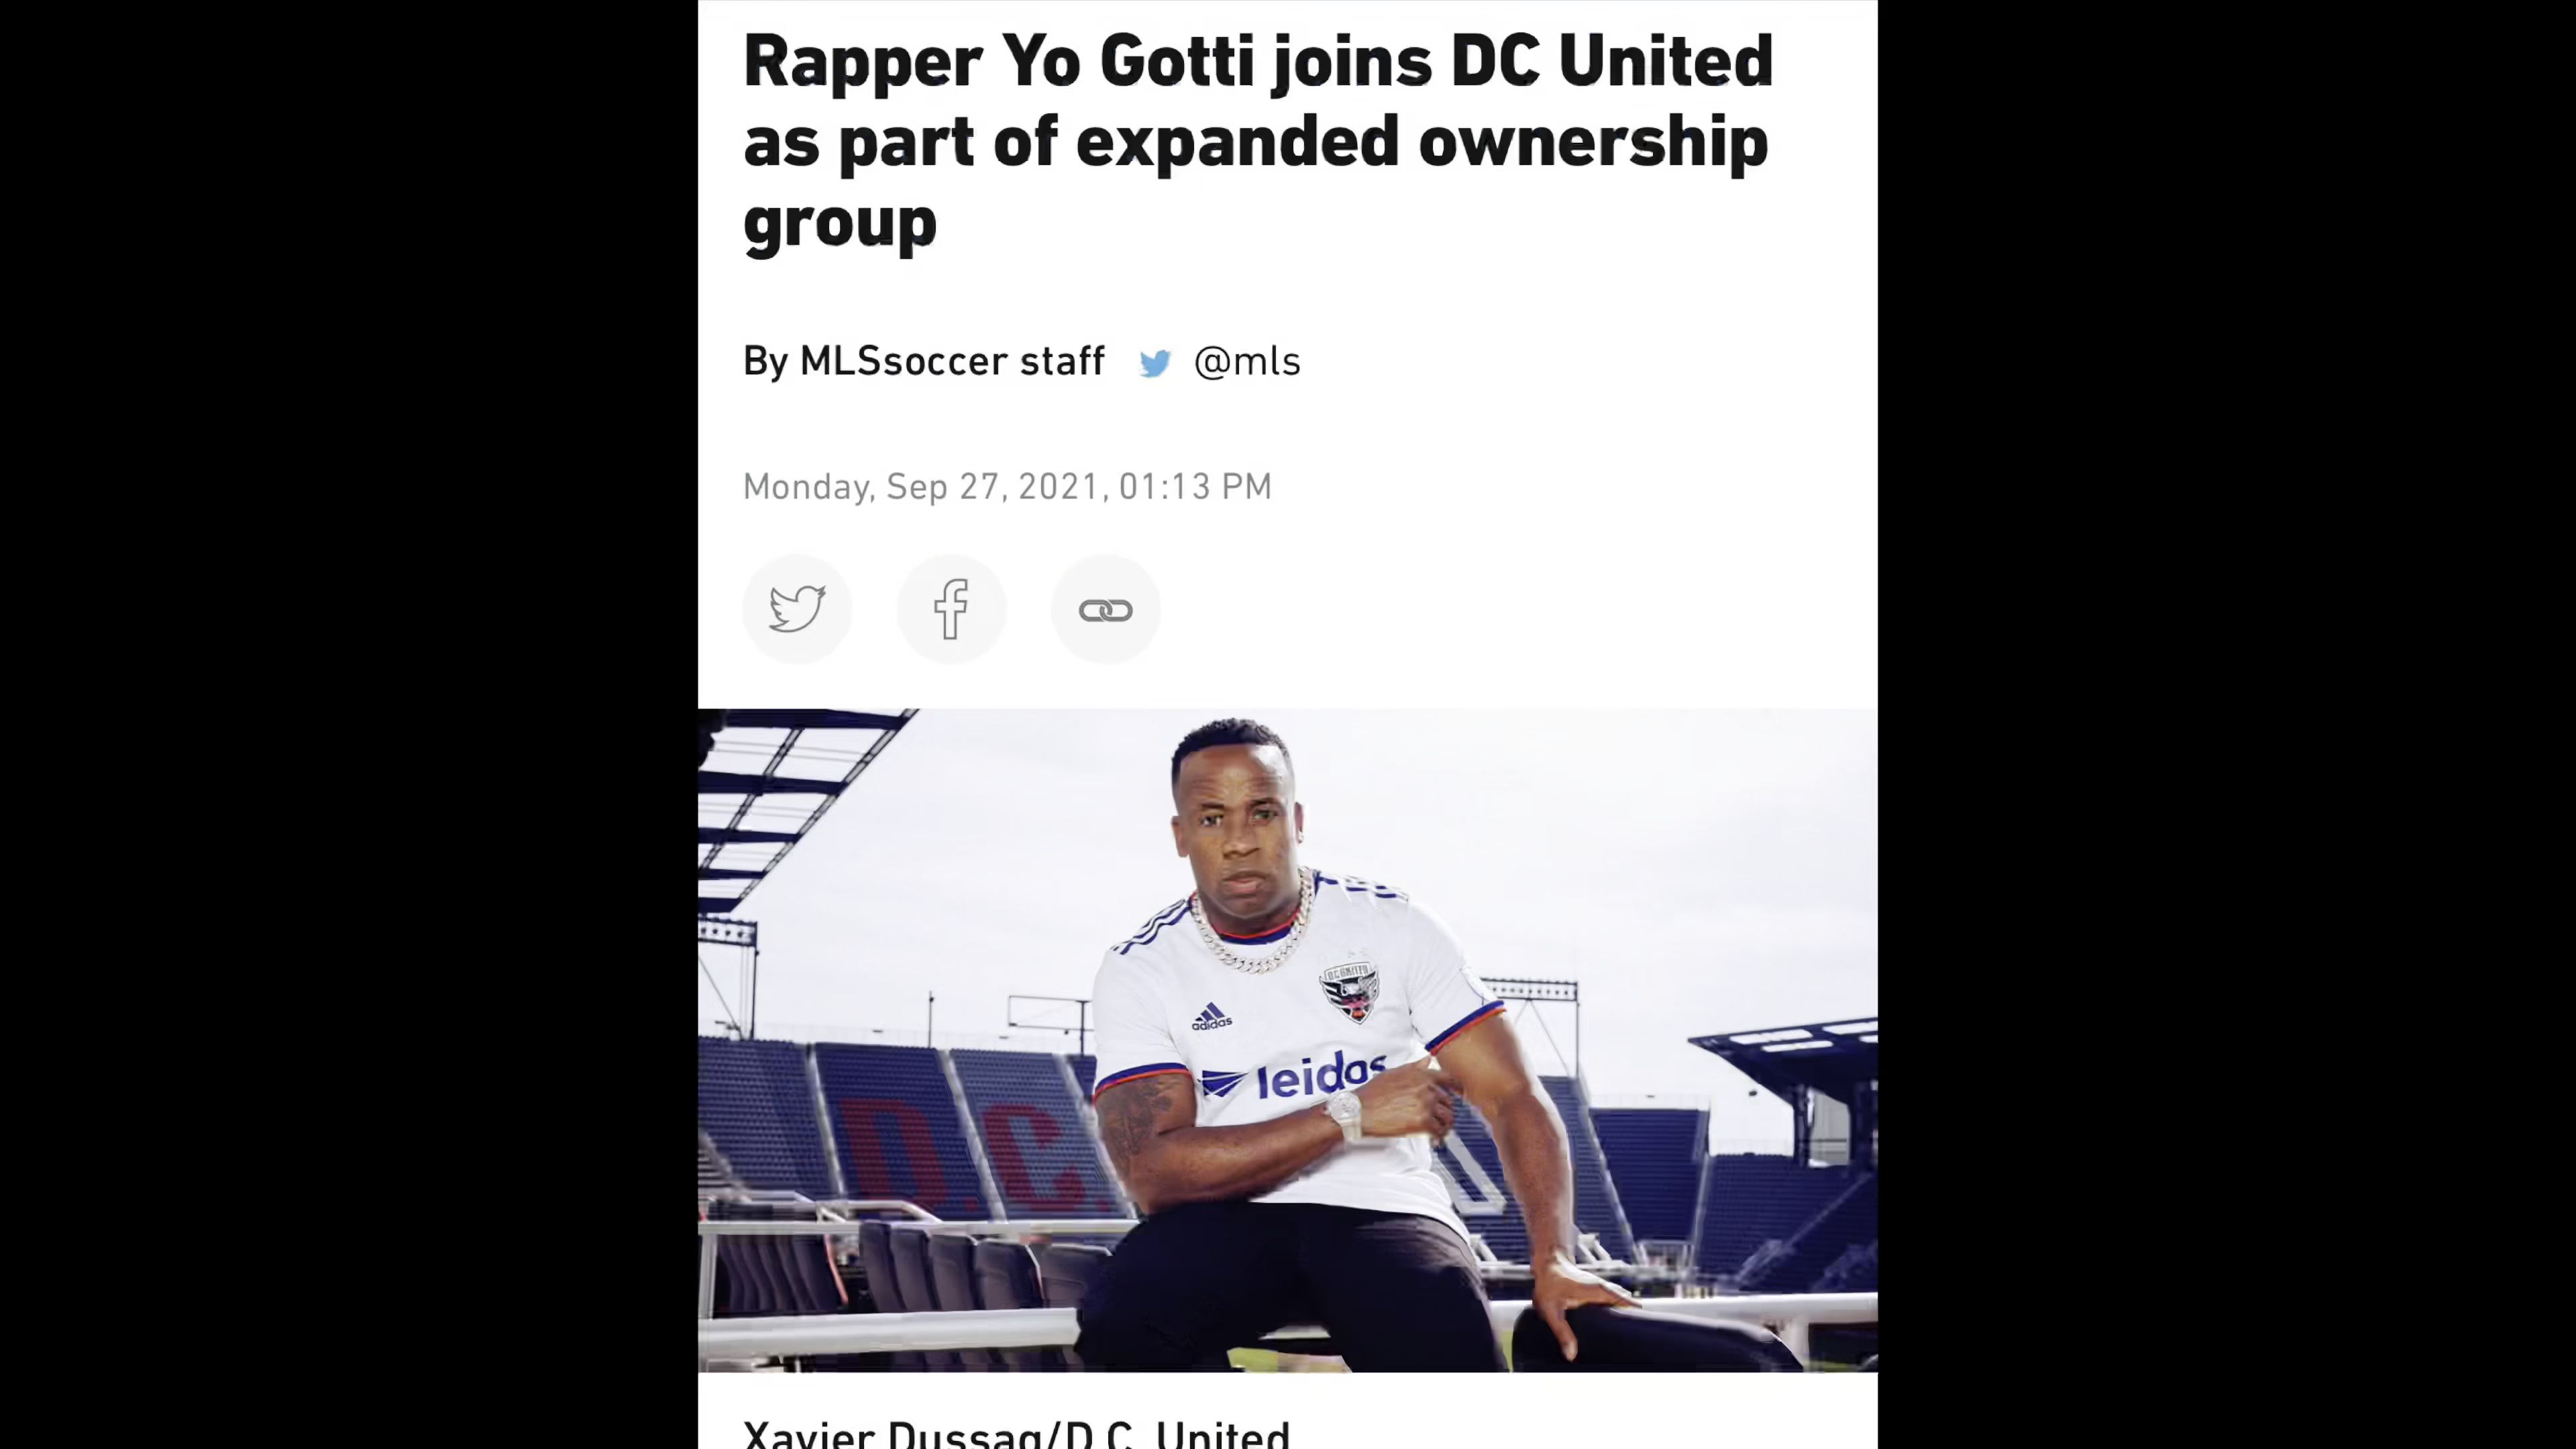 Rapper Yo Gotti joins DC United
as part of expanded ownership
group
By MLSsoccer staff @mls
Monday, Sep 27, 2021, 01:13 PM
D.C UNITED
adidas
leidos
D.C. U
Xavier Dussaq/D.C. United